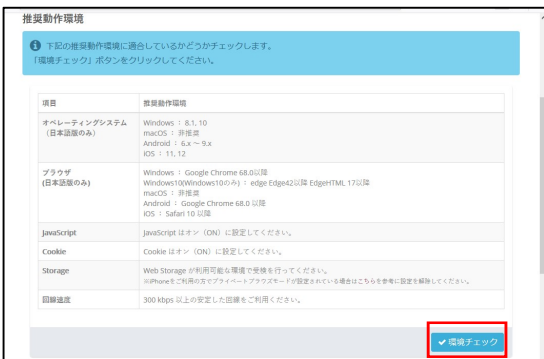 推奨動作環境
下記の推奨動作環境に適合しているかどうかチェックします。
「環境チェック」ボタンをクリックしてください。
項目 推奨動作環境
オペレーティングシステム Windows : 8.1, 10
(日本語版のみ) macOS : 非推奨
Android : 6.x ～ 9.x
iOS : 11, 12
ブラウザ Windows : Google Chrome 68.0以降
(日本語版のみ) Windows10(Windows10のみ) : edge Edge42以降 EdgeHTML 17以降
macOS : 非推奨
Android : Google Chrome 68.0 以降
iOS : Safari 10 以降
JavaScript JavaScript はオン（ON）に設定してください。
Cookie Cookie はオン（ON）に設定してください。
Storage Web Storage が利用可能な環境で受検を行ってください。
※iPhoneをご利用の方でプライベートブラウズモードが設定されている場合はこちらを参考に設定を解除してください。
回線速度 300 kbps 以上の安定した回線をご利用ください。
環境チェック